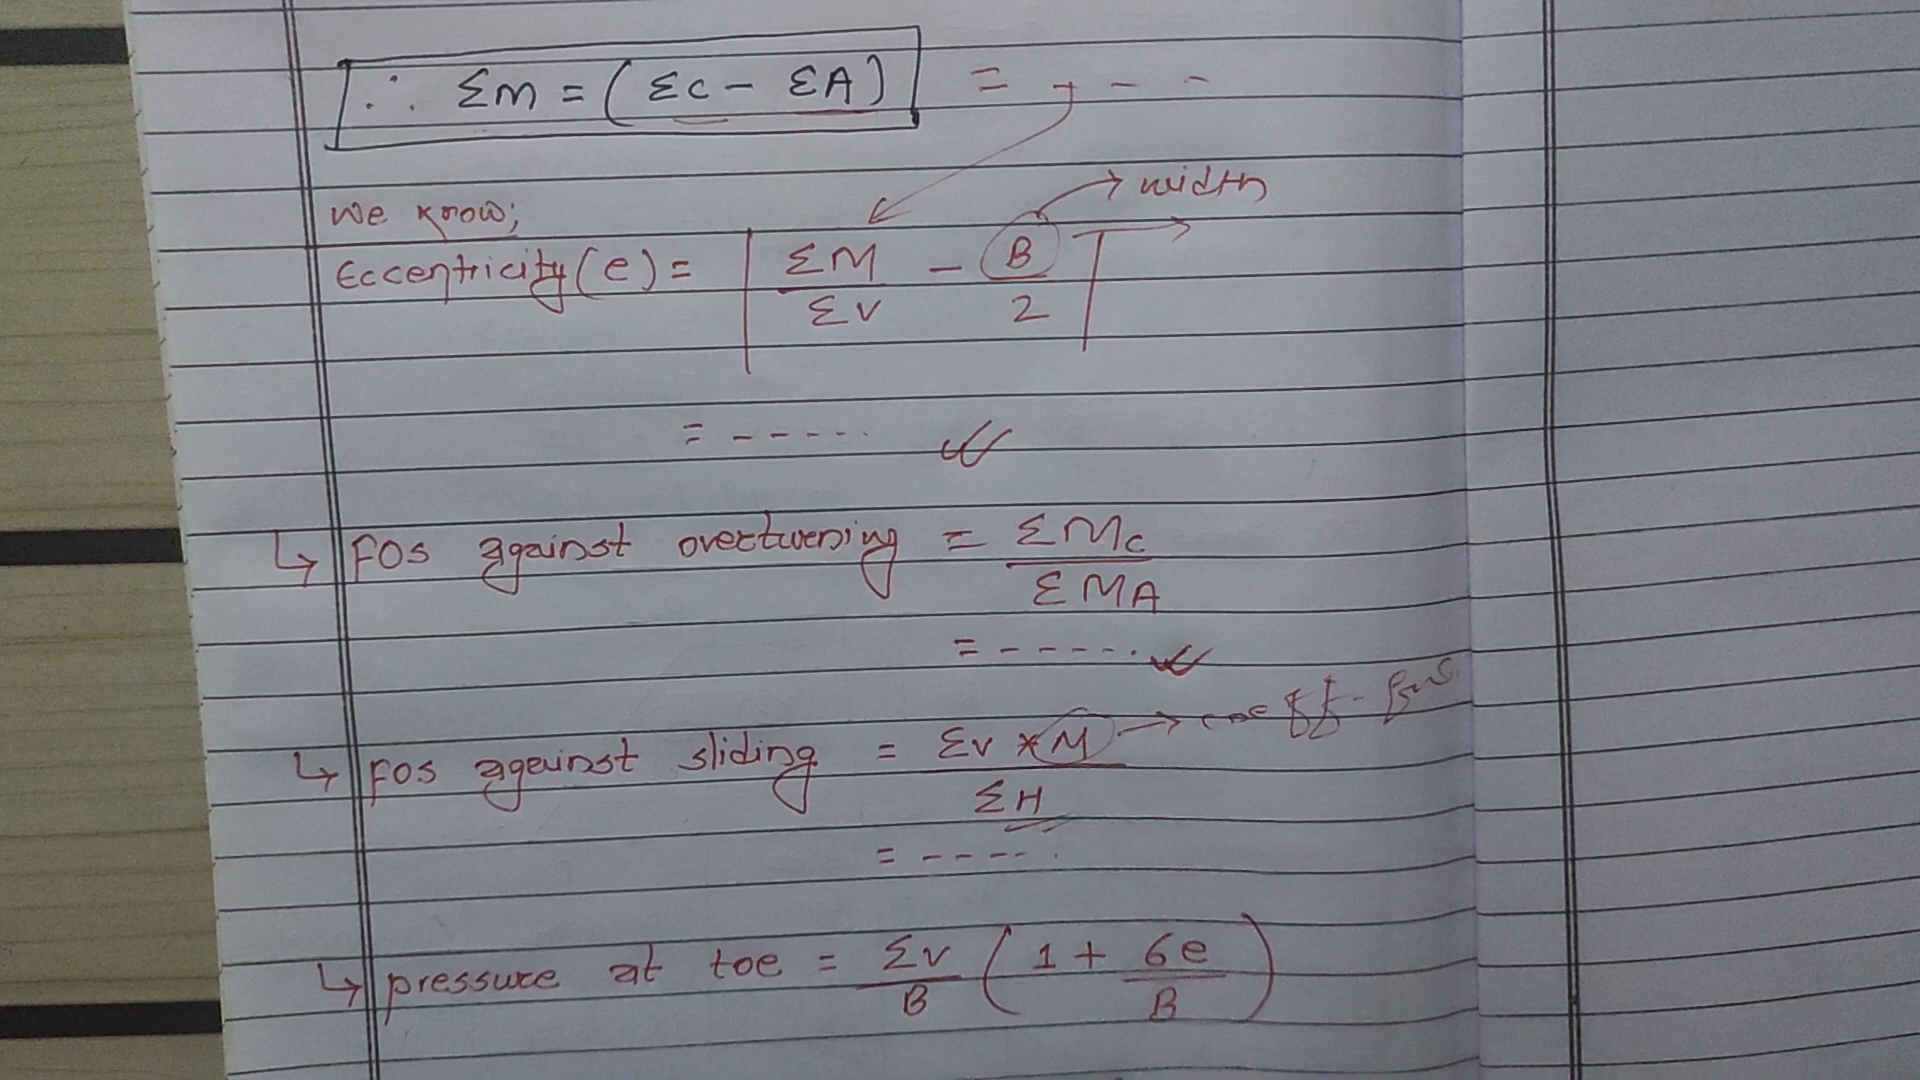 ∴ ΣM = (ΣC - ΣA) = + - -
→ width
We know;
Eccentricity (e) = | ΣM/ΣV - B/2 |
= - - - - - .
↳ FOS against overturning = ΣMc/ΣMA
= - - - - - .
↳ FOS against sliding = ΣV * M/ΣH → coeff.
= - - - - .
↳ pressure at toe = ΣV/B (1 + 6e/B)